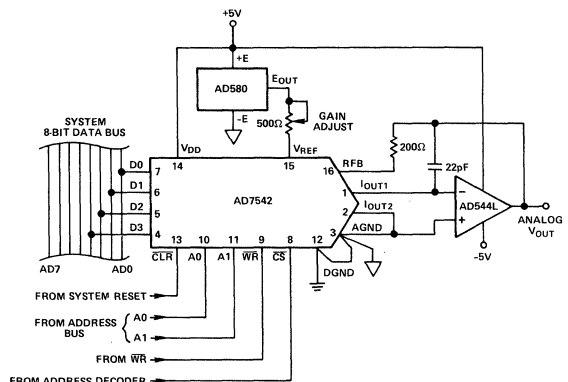 +5V
+E
EOUT
AD580
-E
500Ω
GAIN
ADJUST
SYSTEM
8-BIT DATA BUS
VDD
14
VREF
15
RFB
16
200Ω
22pF
D0
7
D1
6
D2
5
D3
4
AD7542
IOUT1
1
IOUT2
2
AGND
3
AD544L
−
+
-5V
ANALOG
VOUT
AD7
AD0
13
10
11
9
8
12
CLR
A0
A1
WR
CS
DGND
FROM SYSTEM RESET
FROM ADDRESS
BUS
A0
A1
FROM WR
FROM ADDRESS DECODER